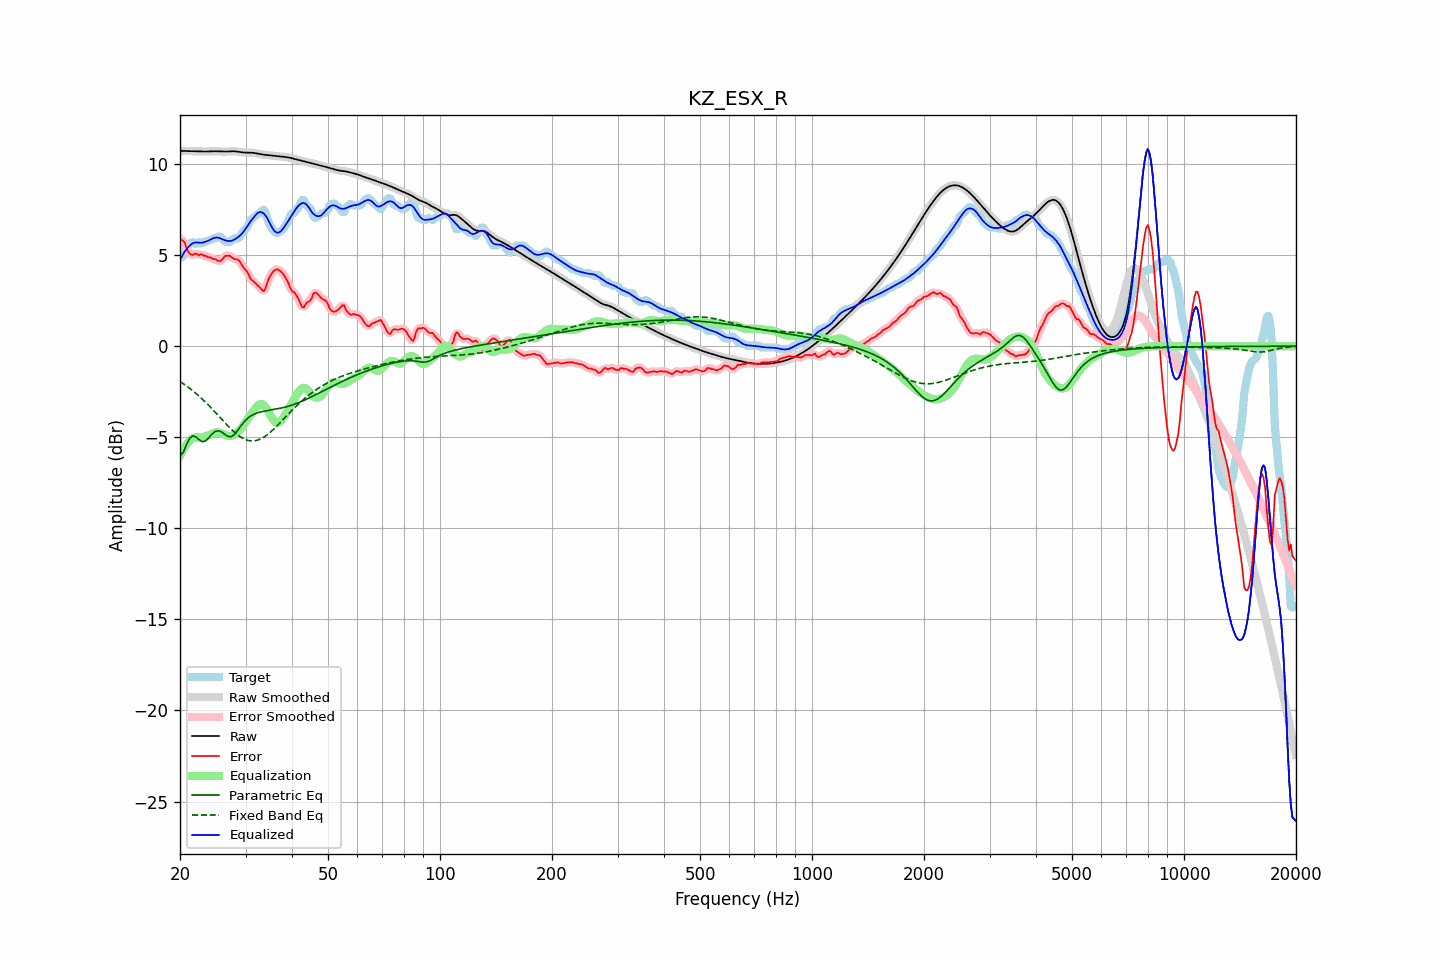 KZ_ESX_R
Amplitude (dBr)
10
5
0
−5
−10
−15
−20
−25
Target
Raw Smoothed
Error Smoothed
Raw
Error
Equalization
Parametric Eq
Fixed Band Eq
Equalized
20 50 100 200 500 1000 2000 5000 10000 20000
Frequency (Hz)